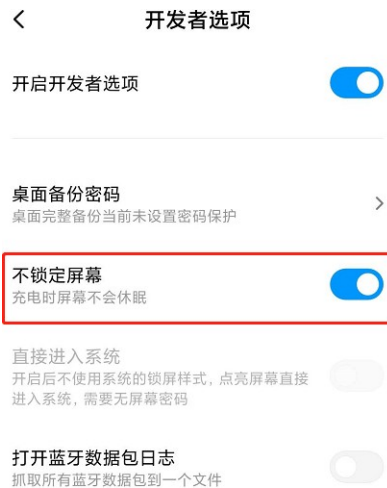 开发者选项
开启开发者选项
桌面备份密码
桌面完整备份当前未设置密码保护
不锁定屏幕
充电时屏幕不会休眠
直接进入系统
开启后不使用系统的锁屏样式，点亮屏幕直接
进入系统，需要无屏幕密码
打开蓝牙数据包日志
抓取所有蓝牙数据包到一个文件